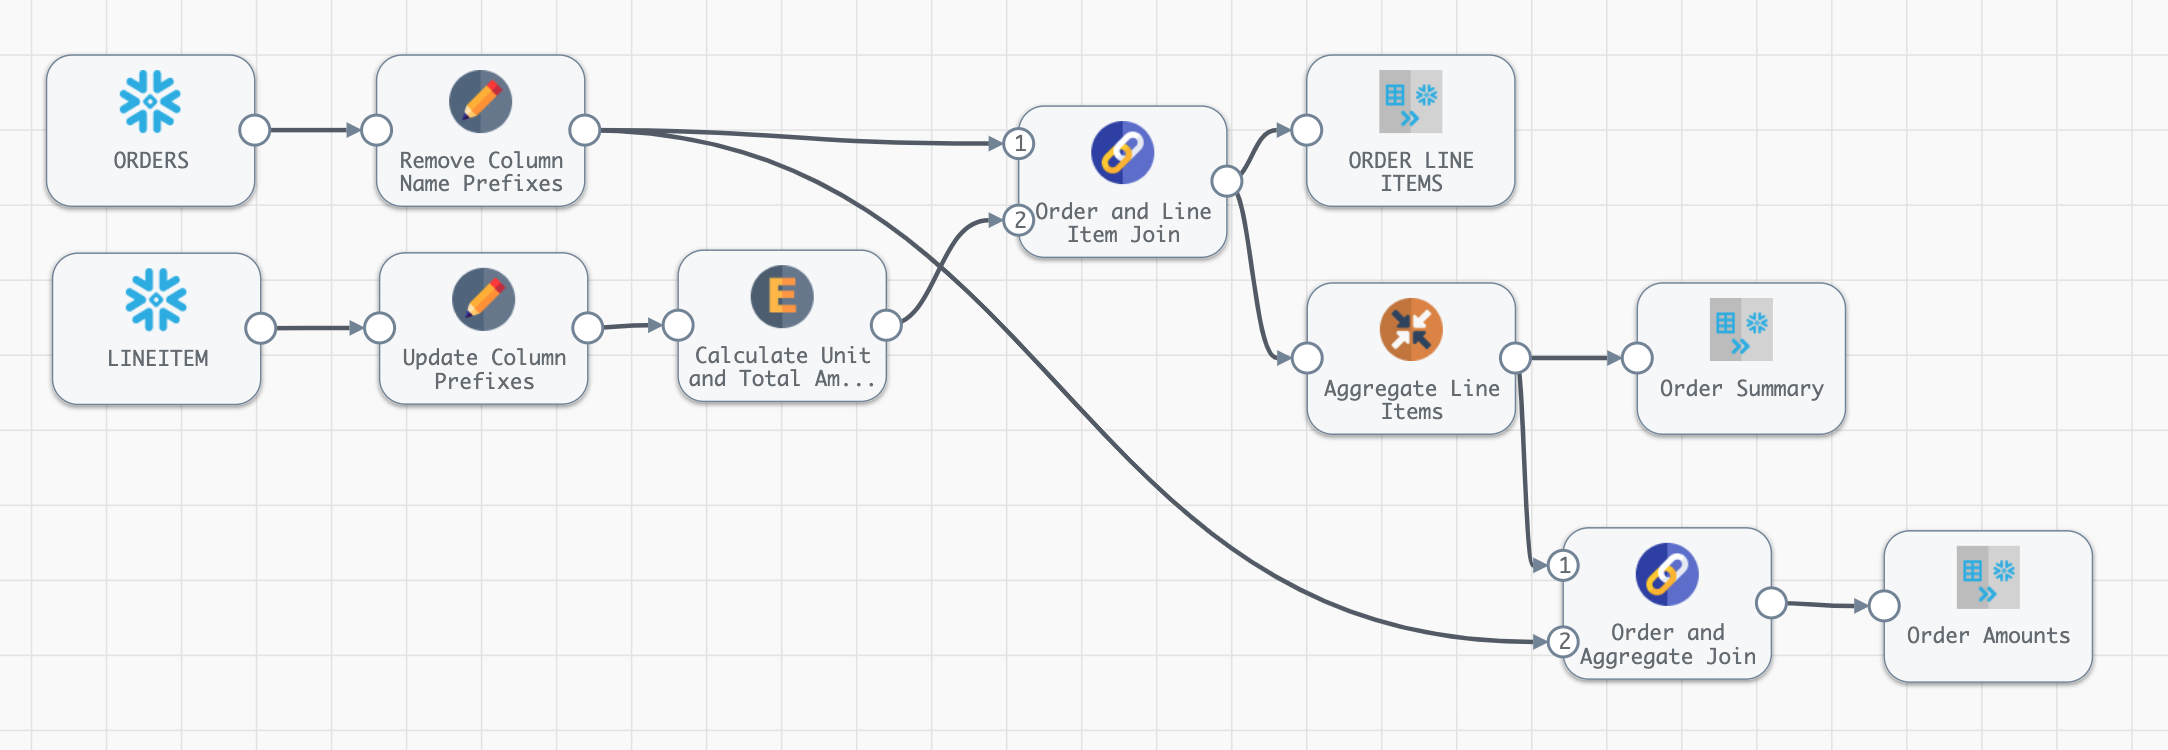 ORDERS
Remove Column
Name Prefixes
1
2
Order and Line
Item Join
ORDER LINE
ITEMS
LINEITEM
Update Column
Prefixes
E
Calculate Unit
and Total Am...
Aggregate Line
Items
Order Summary
1
2
Order and
Aggregate Join
Order Amounts